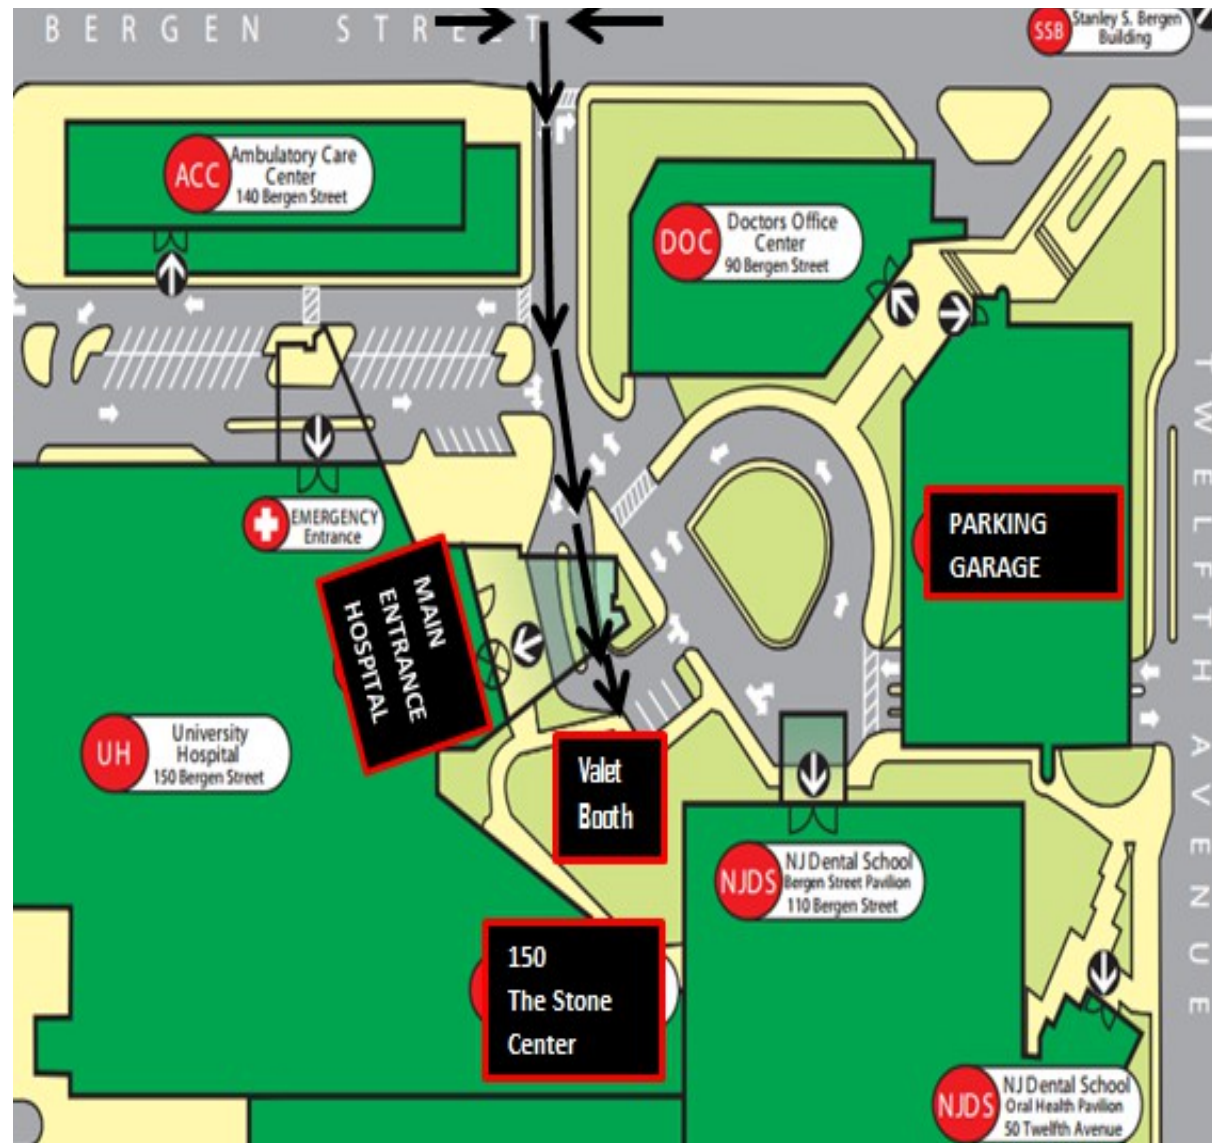 BERGEN STREET
SSB
Stanley S. Bergen
Building
ACC
Ambulatory Care
Center
140 Bergen Street
DOC
Doctors Office
Center
90 Bergen Street
TWELFTH AVENUE
PARKING
GARAGE
EMERGENCY
Entrance
MAIN
ENTRANCE
HOSPITAL
UH
University
Hospital
150 Bergen Street
Valet
Booth
NJDS
NJ Dental School
Bergen Street Pavilion
110 Bergen Street
150
The Stone
Center
NJDS
NJ Dental School
Oral Health Pavilion
50 Twelfth Avenue